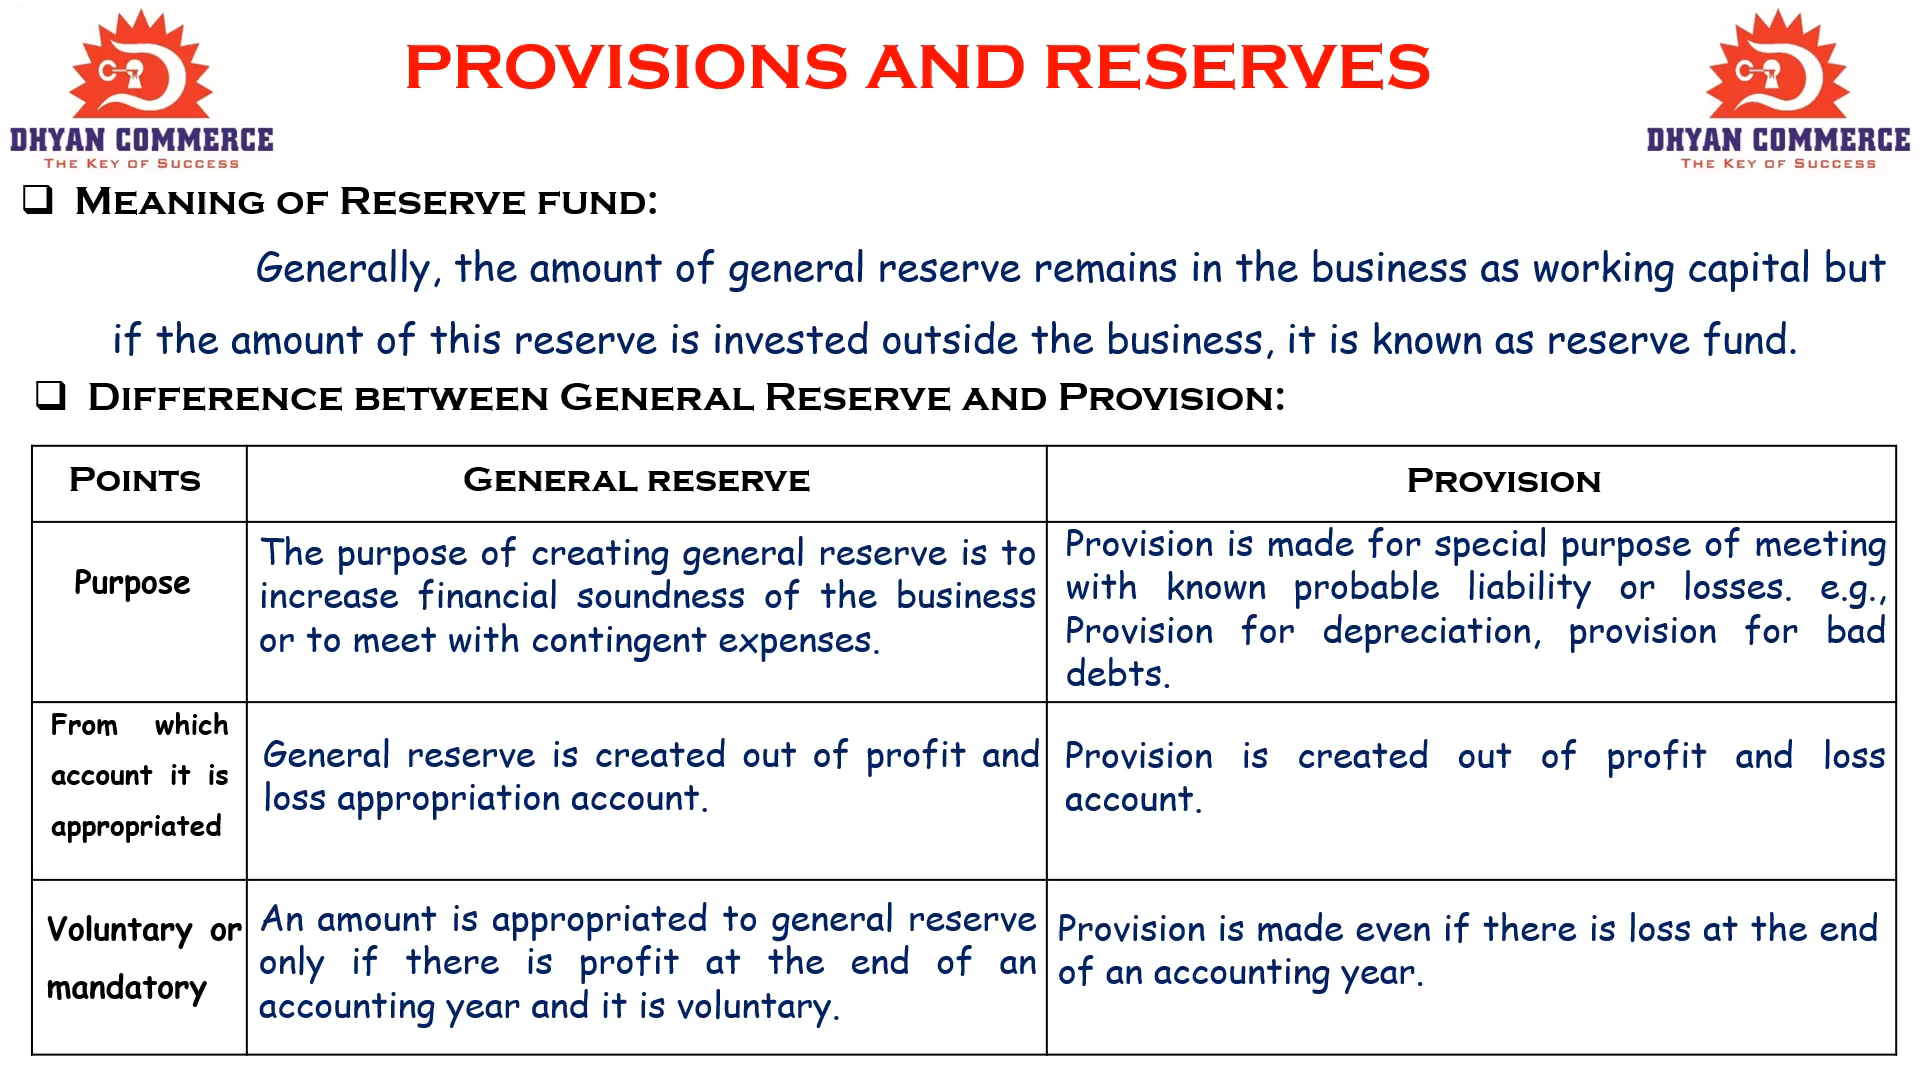 PROVISIONS AND RESERVES
DHYAN COMMERCE
THE KEY OF SUCCESS
DHYAN COMMERCE
THE KEY OF SUCCESS
MEANING OF RESERVE FUND:
Generally, the amount of general reserve remains in the business as working capital but
if the amount of this reserve is invested outside the business, it is known as reserve fund.
DIFFERENCE BETWEEN GENERAL RESERVE AND PROVISION:
POINTS
GENERAL RESERVE
PROVISION
Purpose
The purpose of creating general reserve is to
increase financial soundness of the business
or to meet with contingent expenses.
Provision is made for special purpose of meeting
with known probable liability or losses. e.g.,
Provision for depreciation, provision for bad
debts.
From which
account it is
appropriated
General reserve is created out of profit and
loss appropriation account.
Provision is created out of profit and loss
account.
Voluntary or
mandatory
An amount is appropriated to general reserve
only if there is profit at the end of an
accounting year and it is voluntary.
Provision is made even if there is loss at the end
of an accounting year.